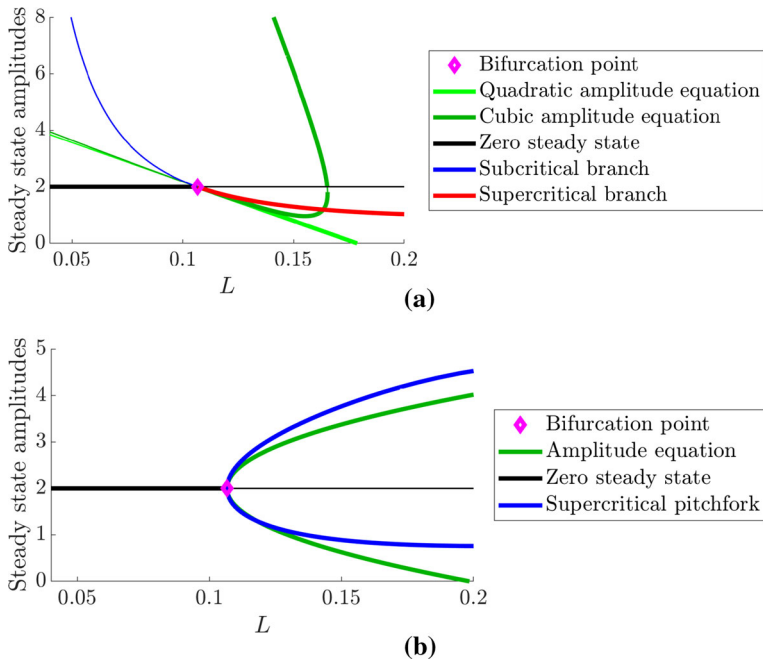 8
6
4
2
0
Steady state amplitudes
0.05
0.1
0.15
0.2
L
Bifurcation point
Quadratic amplitude equation
Cubic amplitude equation
Zero steady state
Subcritical branch
Supercritical branch
(a)
5
4
3
2
1
0
Steady state amplitudes
0.05
0.1
0.15
0.2
L
Bifurcation point
Amplitude equation
Zero steady state
Supercritical pitchfork
(b)